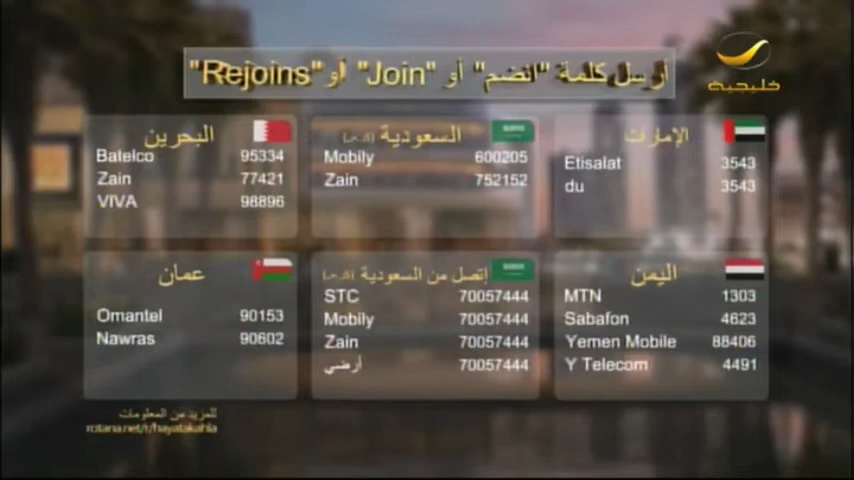 خليجية
أرسل كلمة "انضم" أو "Join" أو "Rejoins"
الإمارات
Etisalat 3543
du 3543
السعودية
Mobily 600205
Zain 752152
البحرين
Batelco 95334
Zain 77421
VIVA 98896
اليمن
MTN 1303
Sabafon 4623
Yemen Mobile 88406
Y Telecom 4491
إتصل من السعودية
STC 70057444
Mobily 70057444
Zain 70057444
أرضي 70057444
عمان
Omantel 90153
Nawras 90602
للمزيد من المعلومات
rotana.net/r/hayatakahla